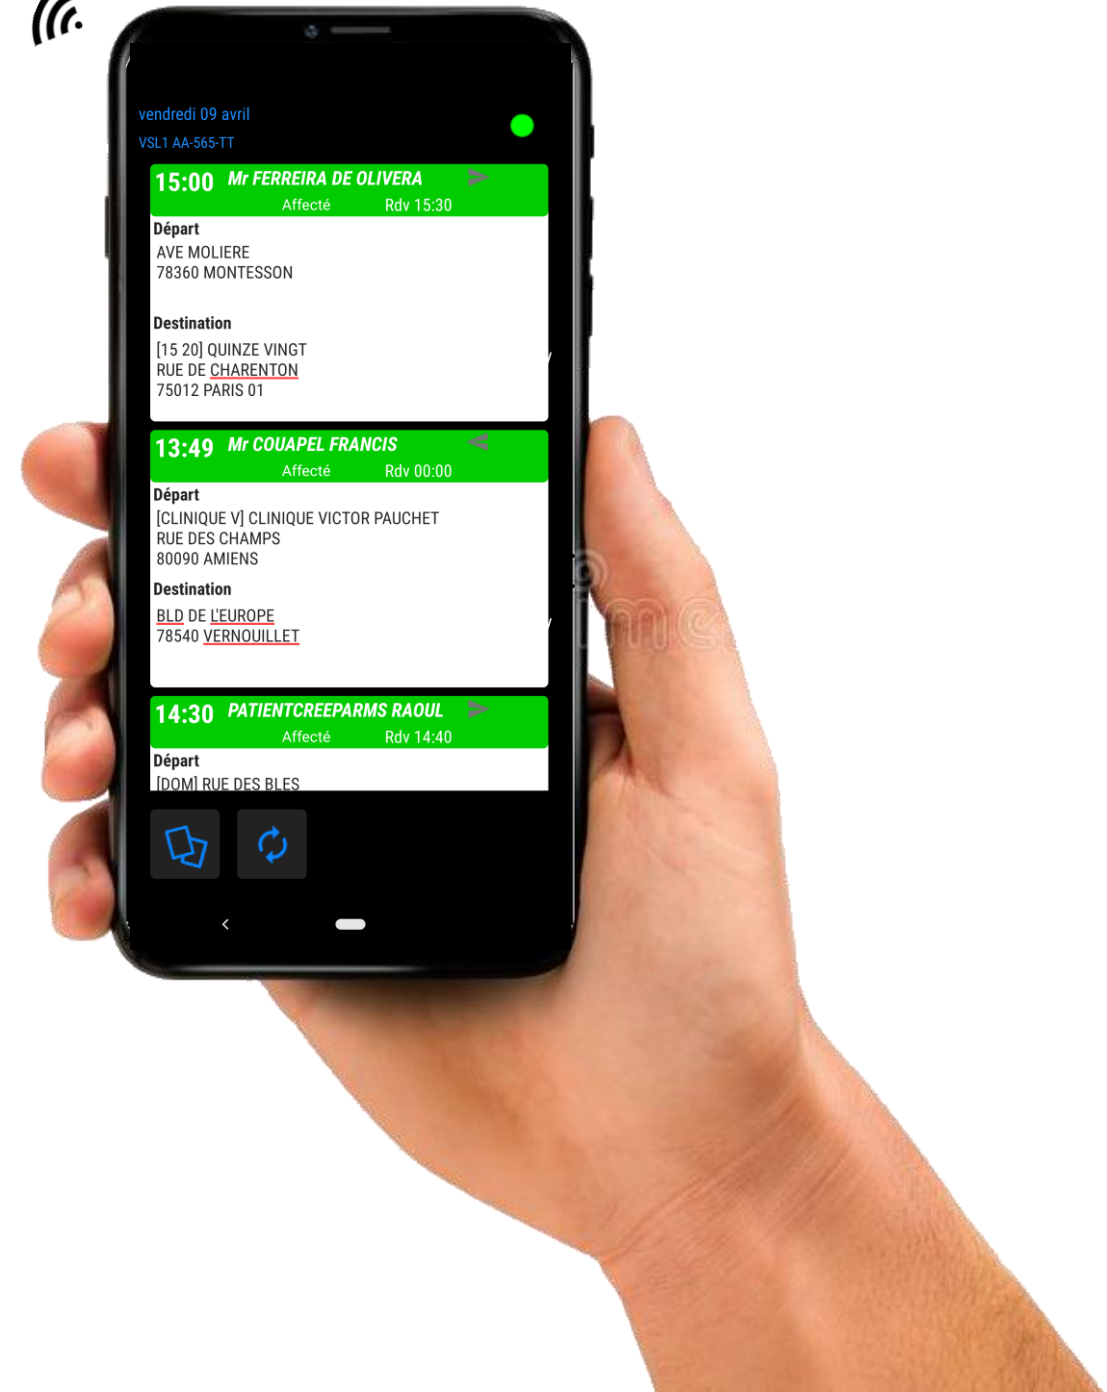 vendredi 09 avril
VSL1 AA-565-TT
15:00 Mr FERREIRA DE OLIVERA
Affecté Rdv 15:30
Départ
AVE MOLIERE
78360 MONTESSON
Destination
[15 20] QUINZE VINGT
RUE DE CHARENTON
75012 PARIS 01
13:49 Mr COUAPEL FRANCIS
Affecté Rdv 00:00
Départ
[CLINIQUE V] CLINIQUE VICTOR PAUCHET
RUE DES CHAMPS
80090 AMIENS
Destination
BLD DE L'EUROPE
78540 VERNOUILLET
14:30 PATIENTCREEPARMS RAOUL
Affecté Rdv 14:40
Départ
[DOM] RUE DES BLES